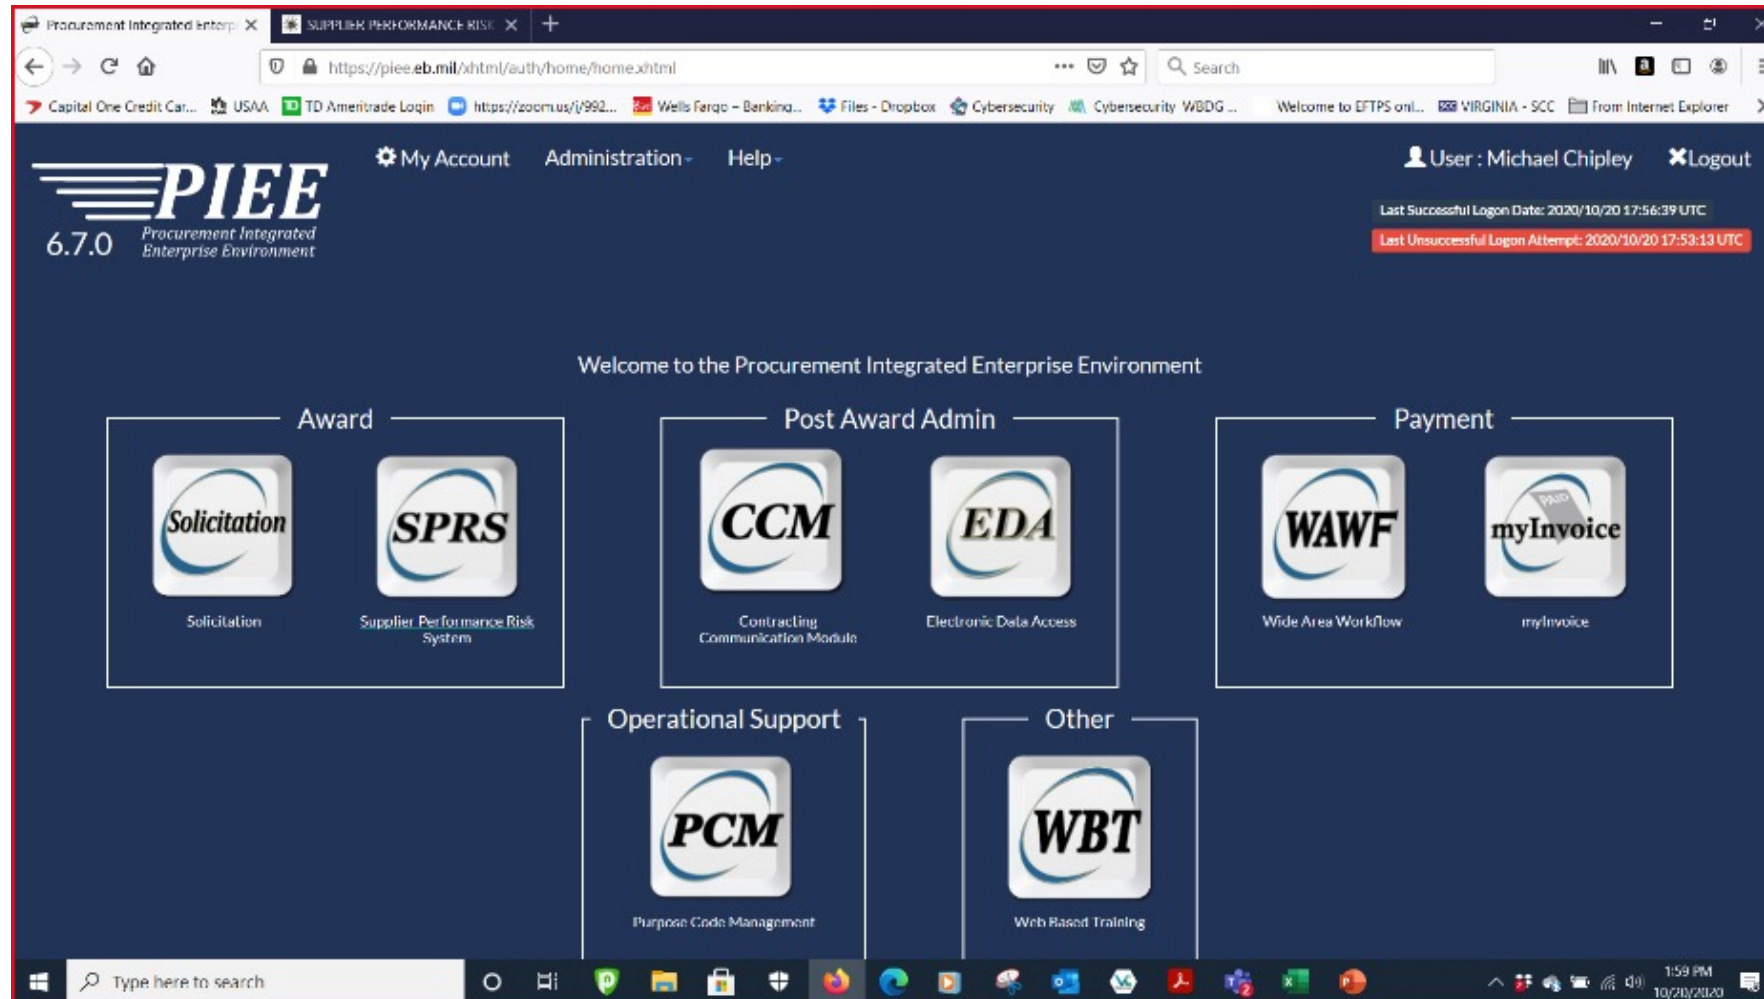 Procurement Integrated Enterp
SUPPLIER PERFORMANCE RISK
https://piee.eb.mil/xhtml/auth/home/home.xhtml
Search
Capital One Credit Car... USAA TD Ameritrade Login https://zoom.us/j/992... Wells Fargo – Banking... Files - Dropbox Cybersecurity Cybersecurity WBDG ... Welcome to EFTPS onl... VIRGINIA - SCC From Internet Explorer
PIEE
6.7.0
Procurement Integrated
Enterprise Environment
My Account Administration Help
User : Michael Chipley Logout
Last Successful Logon Date: 2020/10/20 17:56:39 UTC
Last Unsuccessful Logon Attempt: 2020/10/20 17:53:13 UTC
Welcome to the Procurement Integrated Enterprise Environment
Award
Solicitation
Solicitation
SPRS
Supplier Performance Risk
System
Post Award Admin
CCM
Contracting
Communication Module
EDA
Electronic Data Access
Payment
WAWF
Wide Area Workflow
PAID
myInvoice
myInvoice
Operational Support
PCM
Purpose Code Management
Other
WBT
Web Based Training
Type here to search
1:59 PM
10/20/2020